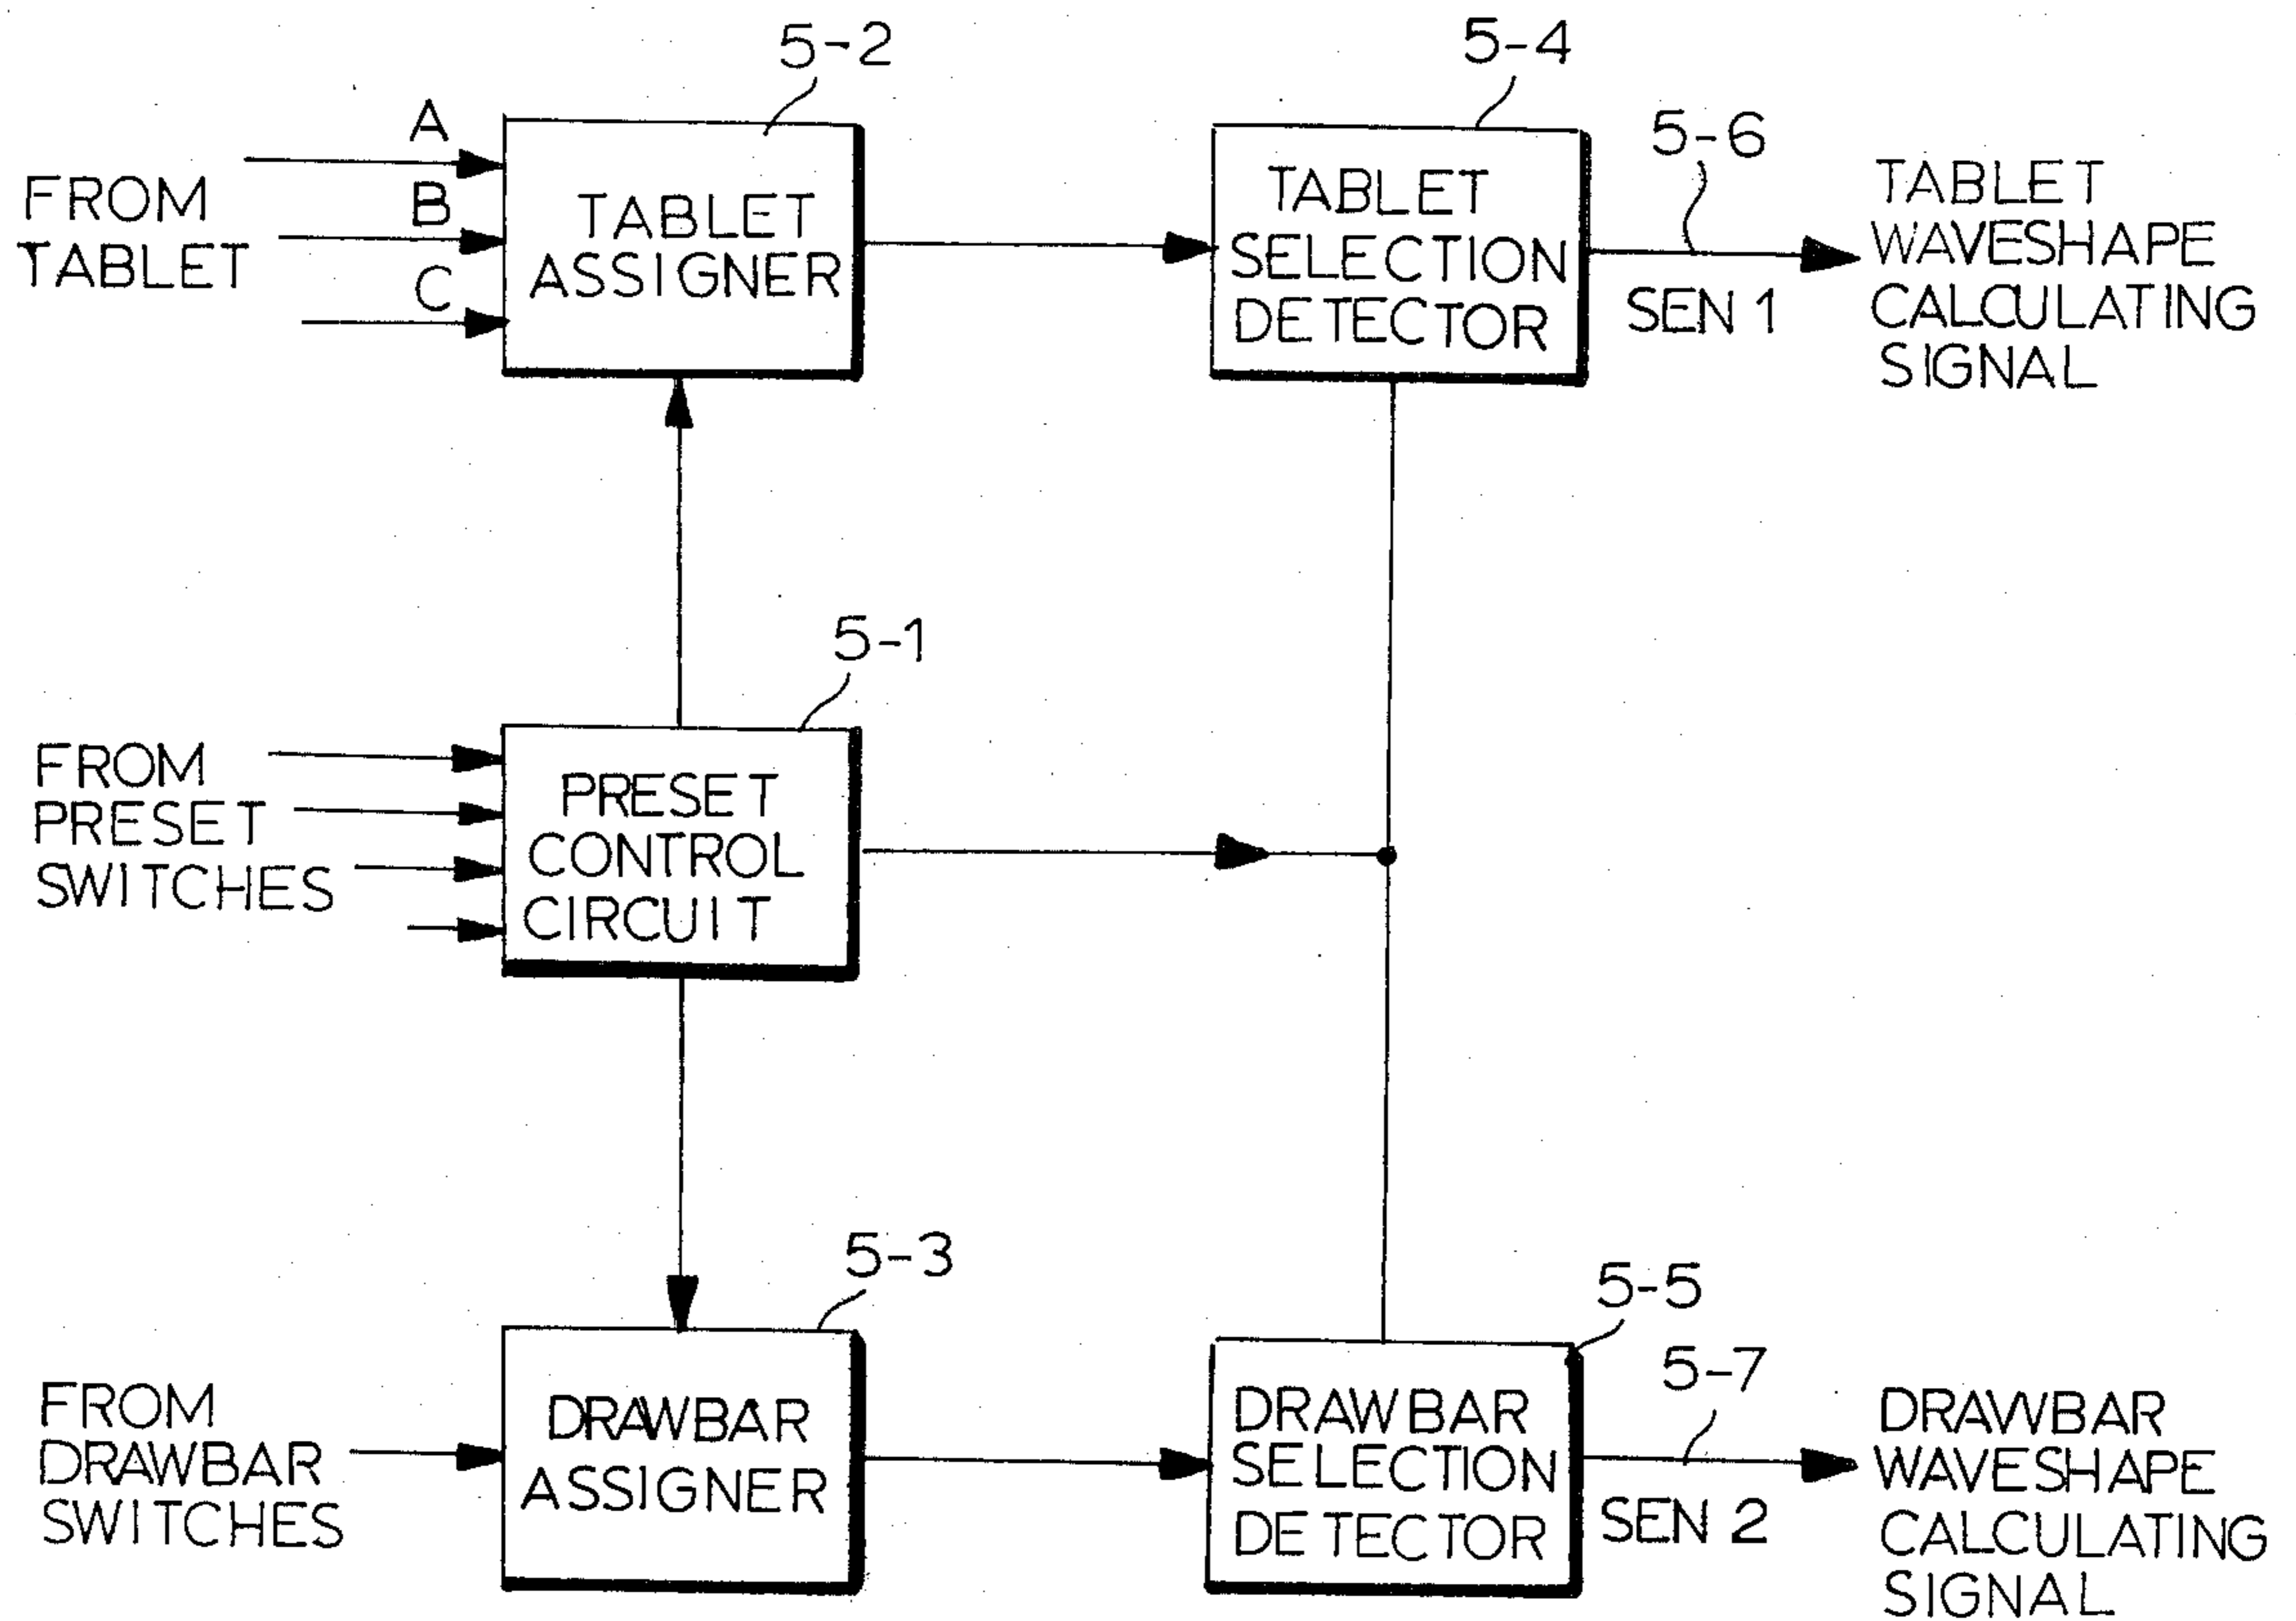 5-2
5-4
A
B
C
FROM
TABLET
TABLET
ASSIGNER
TABLET
SELECTION
DETECTOR
5-6
SEN 1
TABLET
WAVESHAPE
CALCULATING
SIGNAL
5-1
FROM
PRESET
SWITCHES
PRESET
CONTROL
CIRCUIT
5-3
5-5
FROM
DRAWBAR
SWITCHES
DRAWBAR
ASSIGNER
DRAWBAR
SELECTION
DETECTOR
5-7
SEN 2
DRAWBAR
WAVESHAPE
CALCULATING
SIGNAL